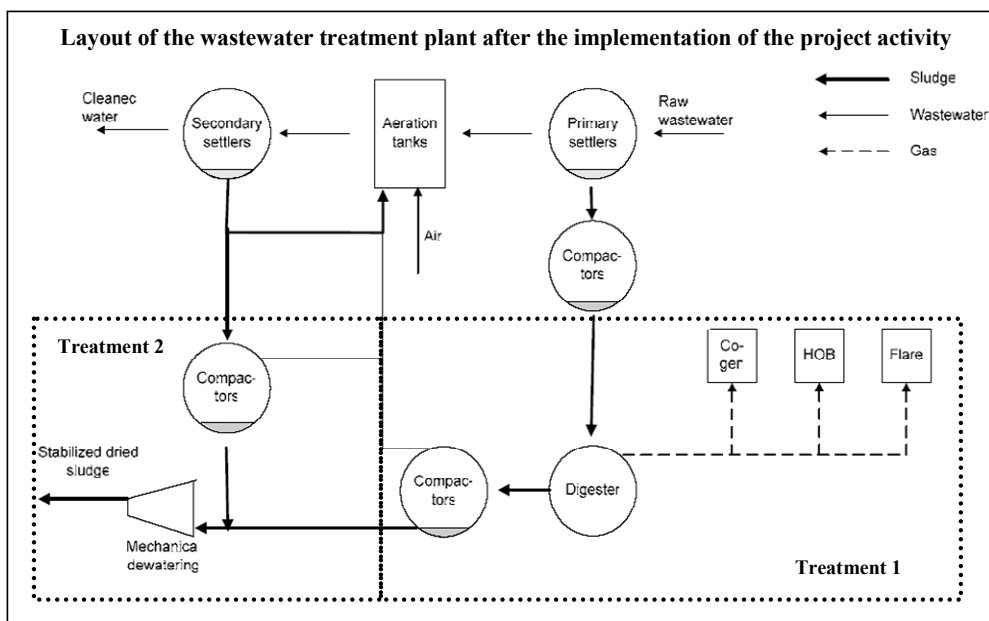 Layout of the wastewater treatment plant after the implementation of the project activity
Cleanec
water
Secondary
settlers
Aeration
tanks
Primary
settlers
Raw
wastewater
Sludge
Wastewater
Gas
Air
Compac-
tors
Treatment 2
Compac-
tors
Co-
gen
HOB
Flare
Stabilized dried
sludge
Compac-
tors
Digester
Mechanica
dewatering
Treatment 1